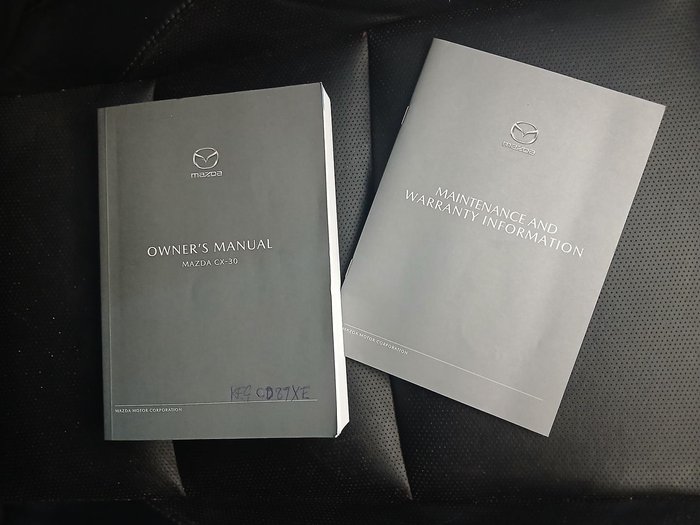 mazda
OWNER'S MANUAL
MAZDA CX-30
MAZDA MOTOR CORPORATION
mazda
MAINTENANCE AND
WARRANTY INFORMATION
MAZDA MOTOR CORPORATION